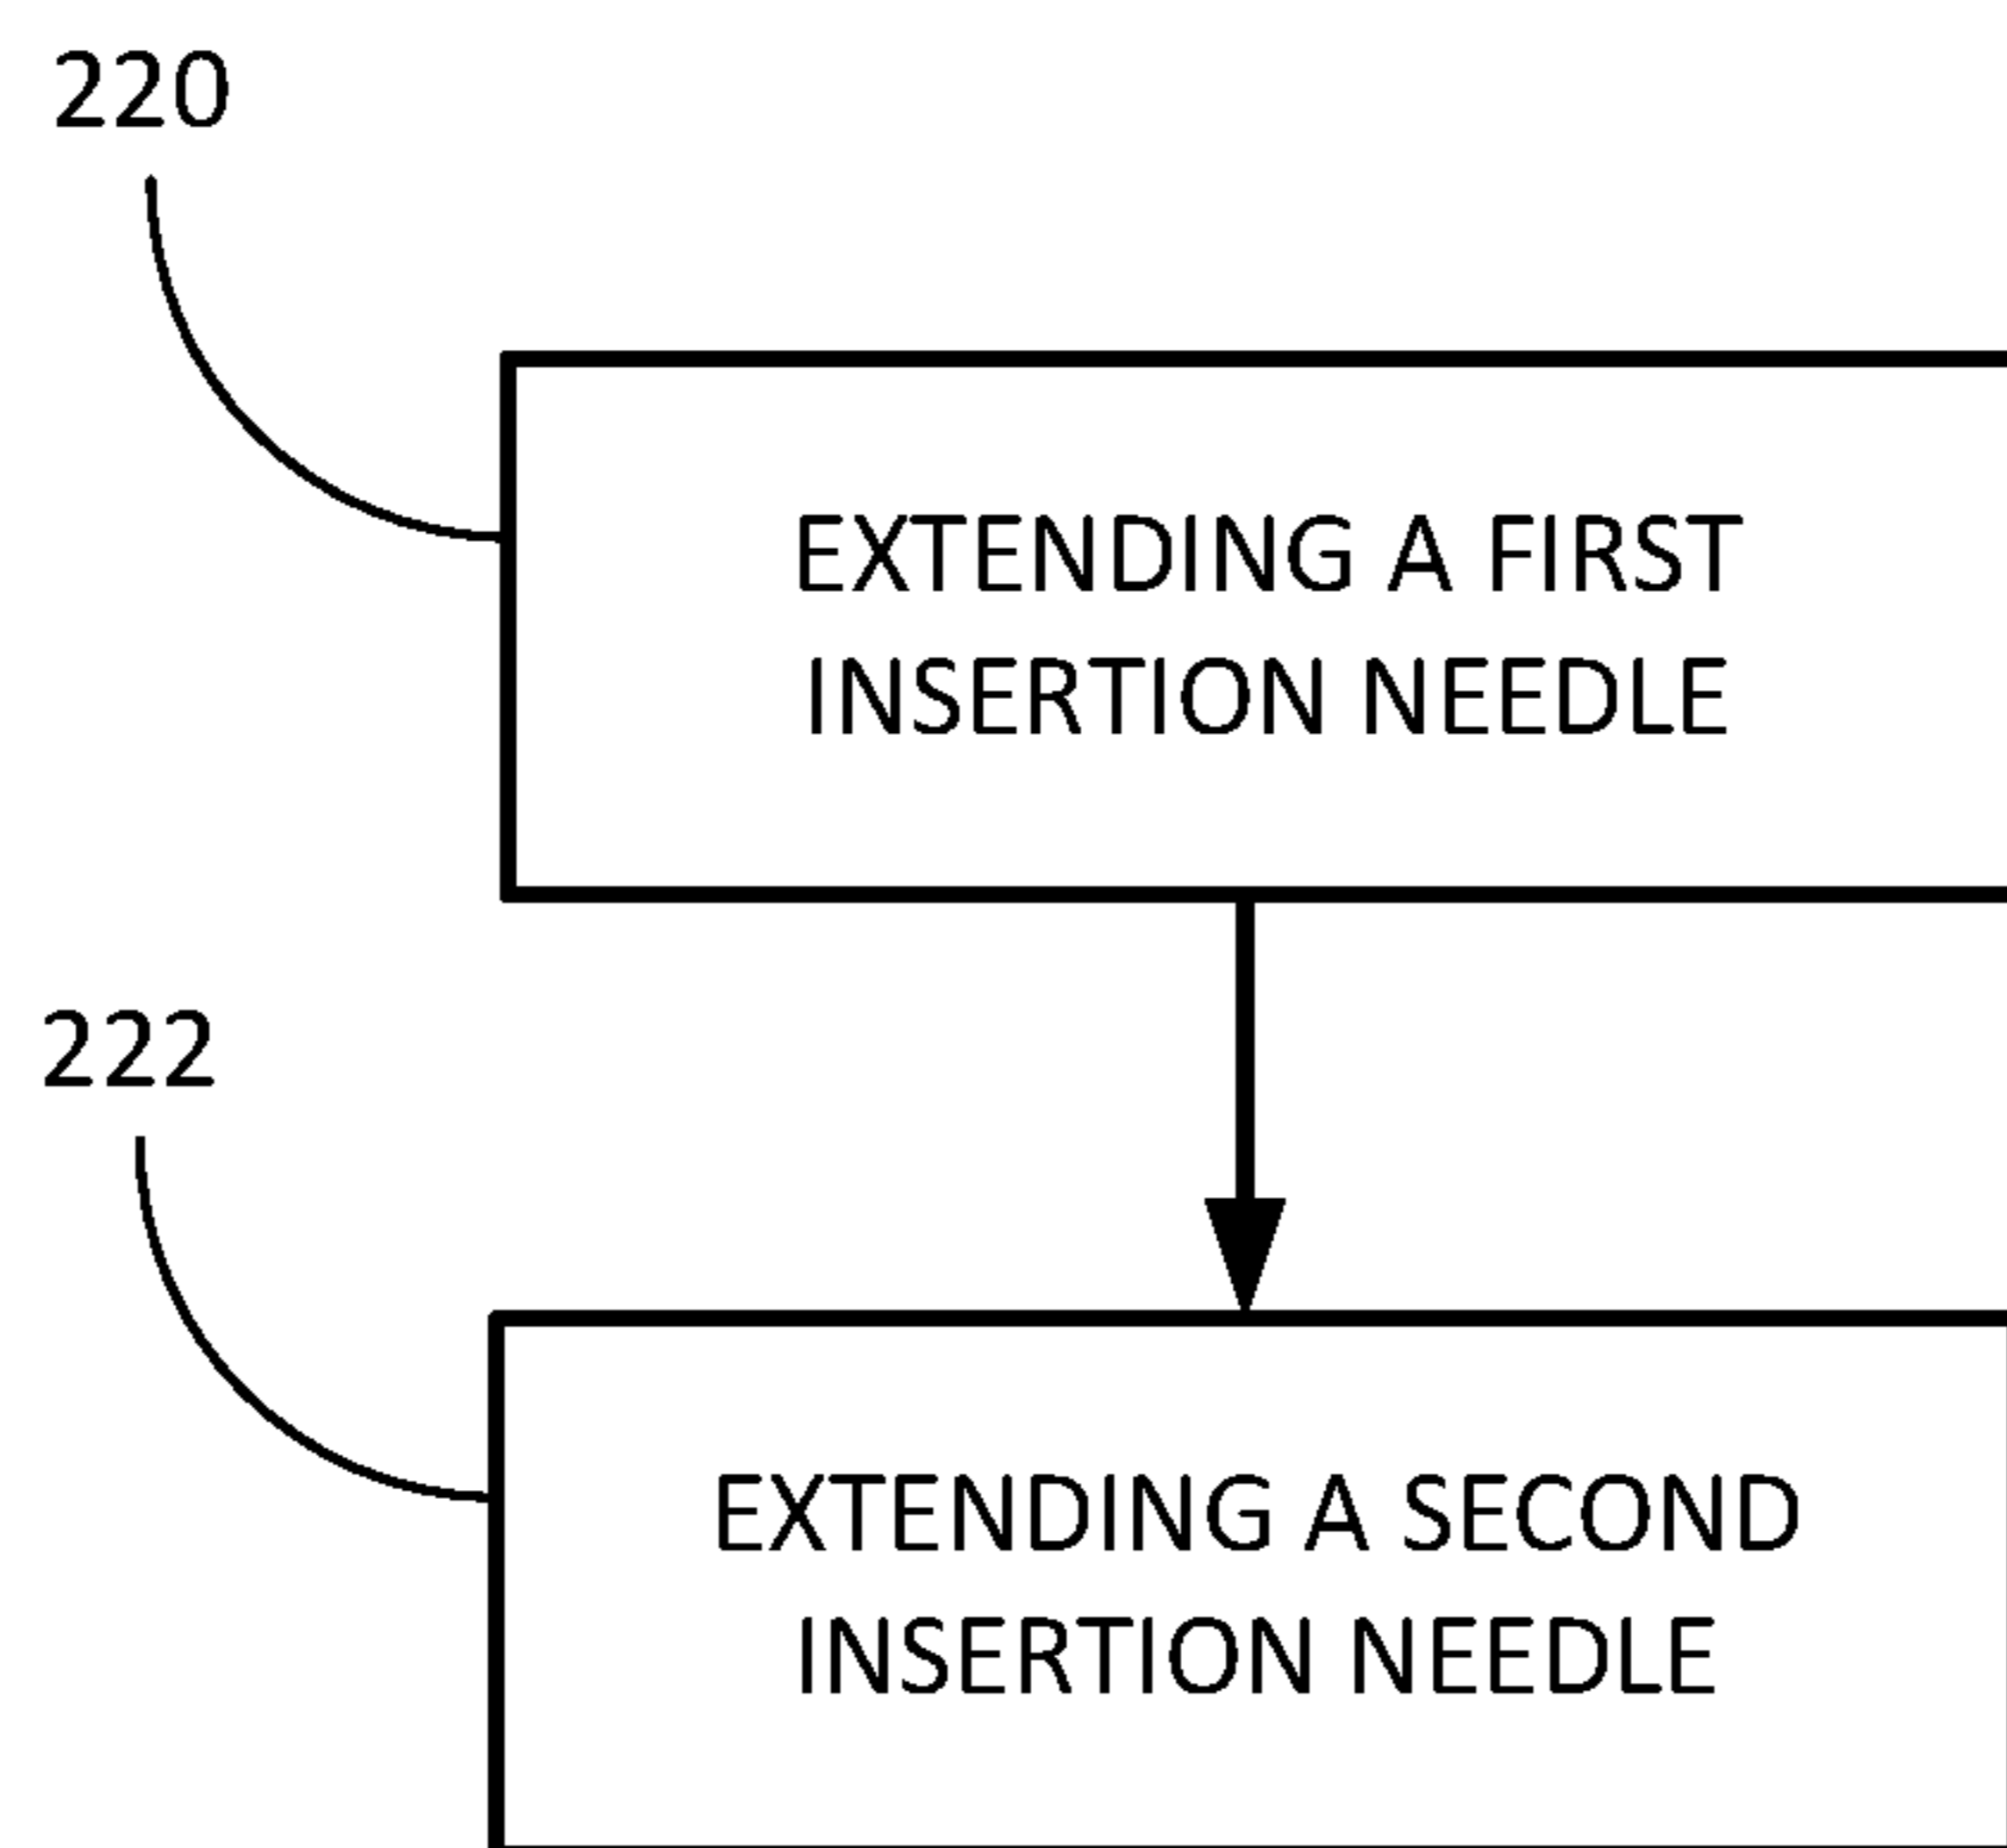 220
EXTENDING A FIRST
INSERTION NEEDLE
222
EXTENDING A SECOND
INSERTION NEEDLE